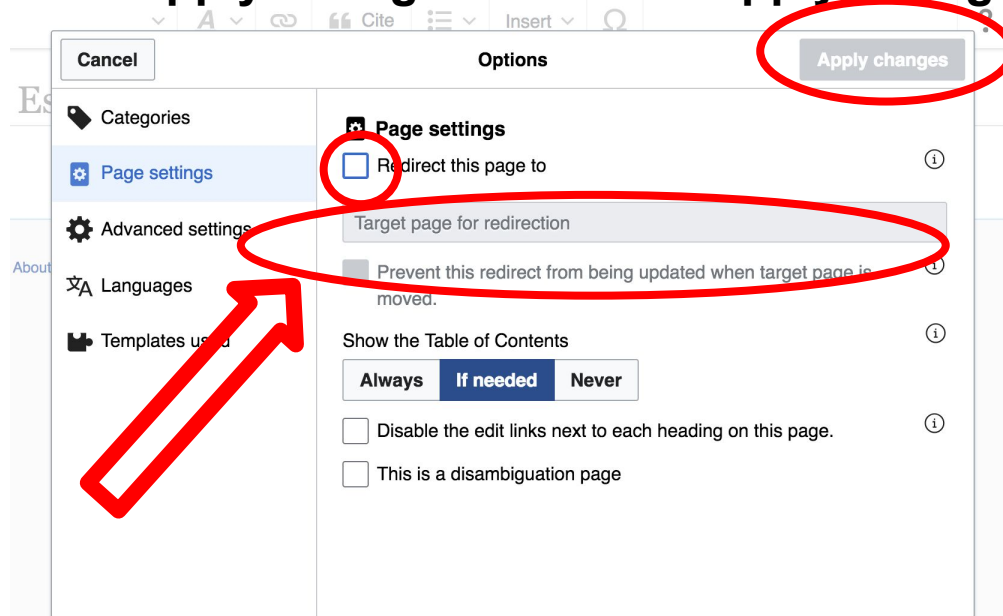 Cite Insert Ω
Cancel Options Apply changes
Es
Categories
Page settings
Page settings
Redirect this page to
Advanced settings
Target page for redirection
About
Languages
Prevent this redirect from being updated when target page is
moved.
Templates used
Show the Table of Contents
Always If needed Never
Disable the edit links next to each heading on this page.
This is a disambiguation page